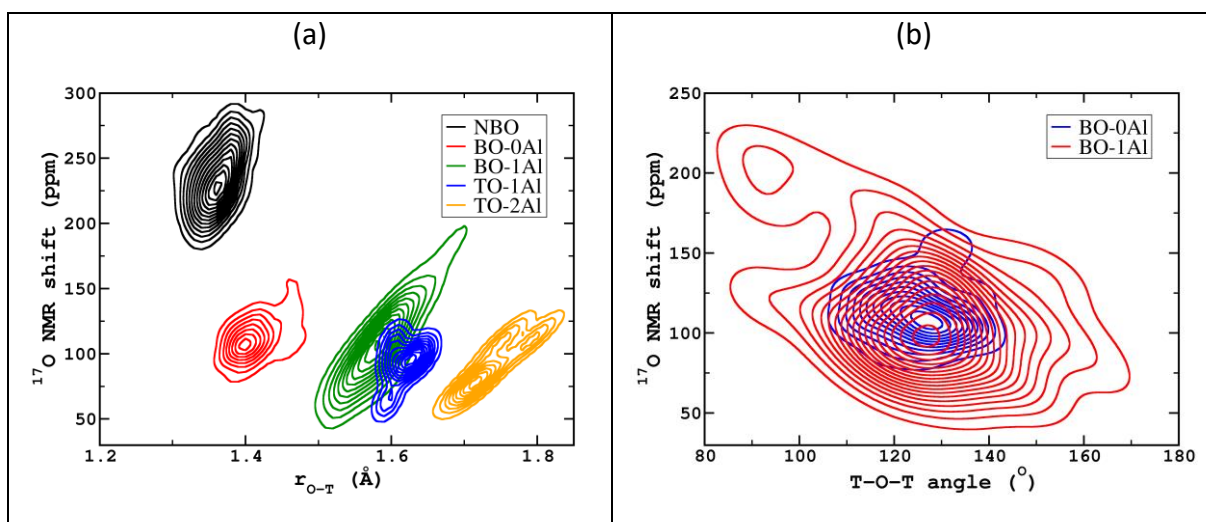 (a)
300
250
200
150
100
50
¹⁷O NMR shift (ppm)
NBO
BO-0Al
BO-1Al
TO-1Al
TO-2Al
1.2 1.4 1.6 1.8
r_O-T (Å)
(b)
250
200
150
100
50
¹⁷O NMR shift (ppm)
BO-0Al
BO-1Al
80 100 120 140 160 180
T-O-T angle (°)